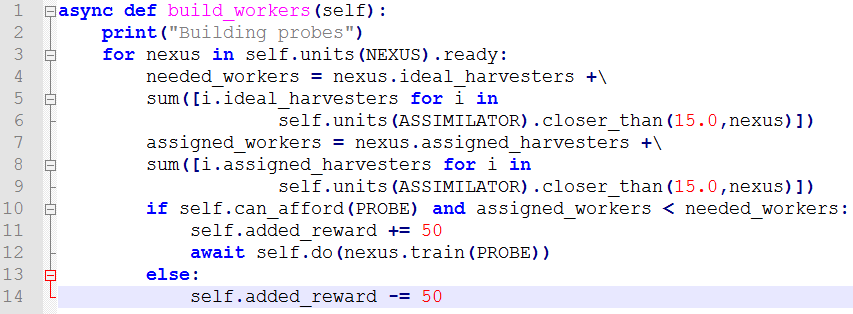 1 async def build_workers(self):
2     print("Building probes")
3     for nexus in self.units(NEXUS).ready:
4         needed_workers = nexus.ideal_harvesters +\
5         sum([i.ideal_harvesters for i in
6                     self.units(ASSIMILATOR).closer_than(15.0,nexus)])
7         assigned_workers = nexus.assigned_harvesters +\
8         sum([i.assigned_harvesters for i in
9                     self.units(ASSIMILATOR).closer_than(15.0,nexus)])
10         if self.can_afford(PROBE) and assigned_workers < needed_workers:
11             self.added_reward += 50
12             await self.do(nexus.train(PROBE))
13         else:
14             self.added_reward -= 50